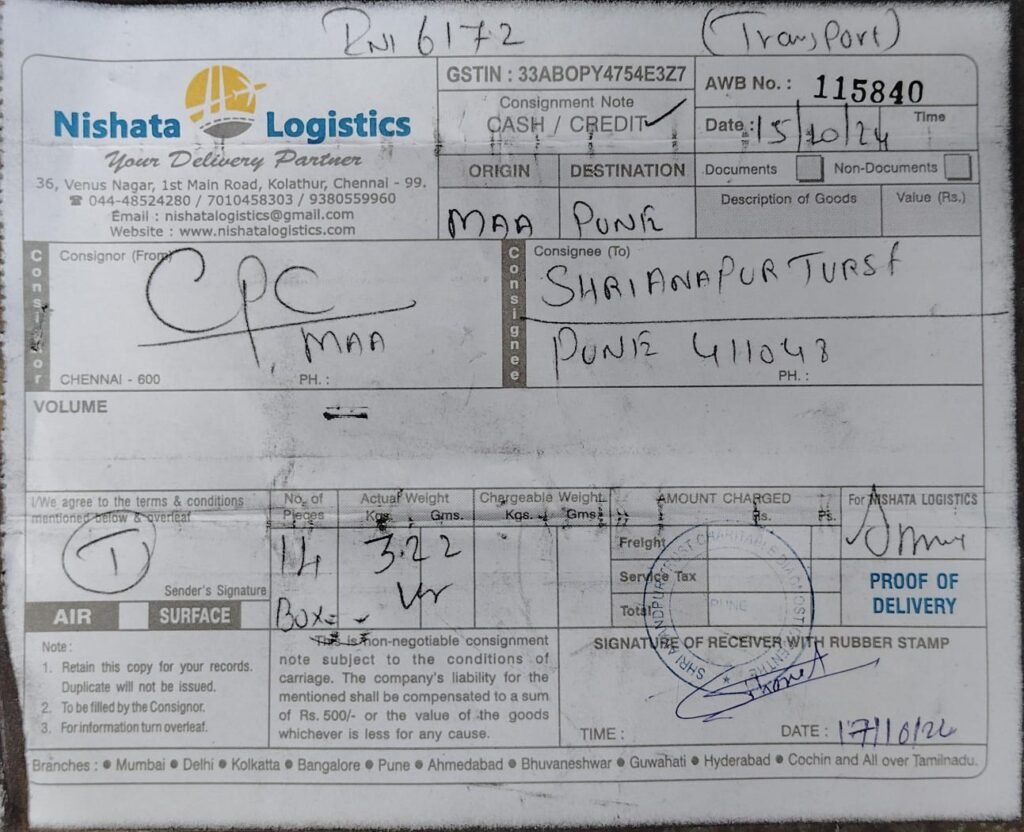 RNI 6172 (Transport)
Nishata Logistics
Your Delivery Partner
36, Venus Nagar, 1st Main Road, Kolathur, Chennai - 99.
☎ 044-48524280 / 7010458303 / 9380559960
Email : nishatalogistics@gmail.com
Website : www.nishatalogistics.com
GSTIN : 33ABOPY4754E3Z7
Consignment Note
CASH / CREDIT ✓
AWB No. : 115840
Date : 15/10/24 Time
ORIGIN DESTINATION
MAA PUNE
Documents Non-Documents
Description of Goods Value (Rs.)
Consignor
Consignor (From)
CPC
MAA
CHENNAI - 600 PH. :
Consignee
Consignee (To)
SHRIANAPUR TURST
PUNE 411048
PH. :
VOLUME
I/We agree to the terms & conditions
mentioned below & overleaf
T
Sender's Signature
AIR SURFACE
No. of Pieces
14
Box
Actual Weight
Kgs. Gms.
322
Chargeable Weight
Kgs. Gms.
AMOUNT CHARGED
Rs. Ps.
Freight
Service Tax
Total
For NISHATA LOGISTICS
PROOF OF
DELIVERY
Note :
1. Retain this copy for your records.
Duplicate will not be issued.
2. To be filled by the Consignor.
3. For information turn overleaf.
This is non-negotiable consignment
note subject to the conditions of
carriage. The company's liability for the
mentioned shall be compensated to a sum
of Rs. 500/- or the value of the goods
whichever is less for any cause.
SIGNATURE OF RECEIVER WITH RUBBER STAMP
SHRI ANANDPUR TRUST CHARITABLE DIAGNOSTIC CENTRE
PUNE
TIME : DATE : 17/10/24
Branches : ● Mumbai ● Delhi ● Kolkatta ● Bangalore ● Pune ● Ahmedabad ● Bhuvaneshwar ● Guwahati ● Hyderabad ● Cochin and All over Tamilnadu.